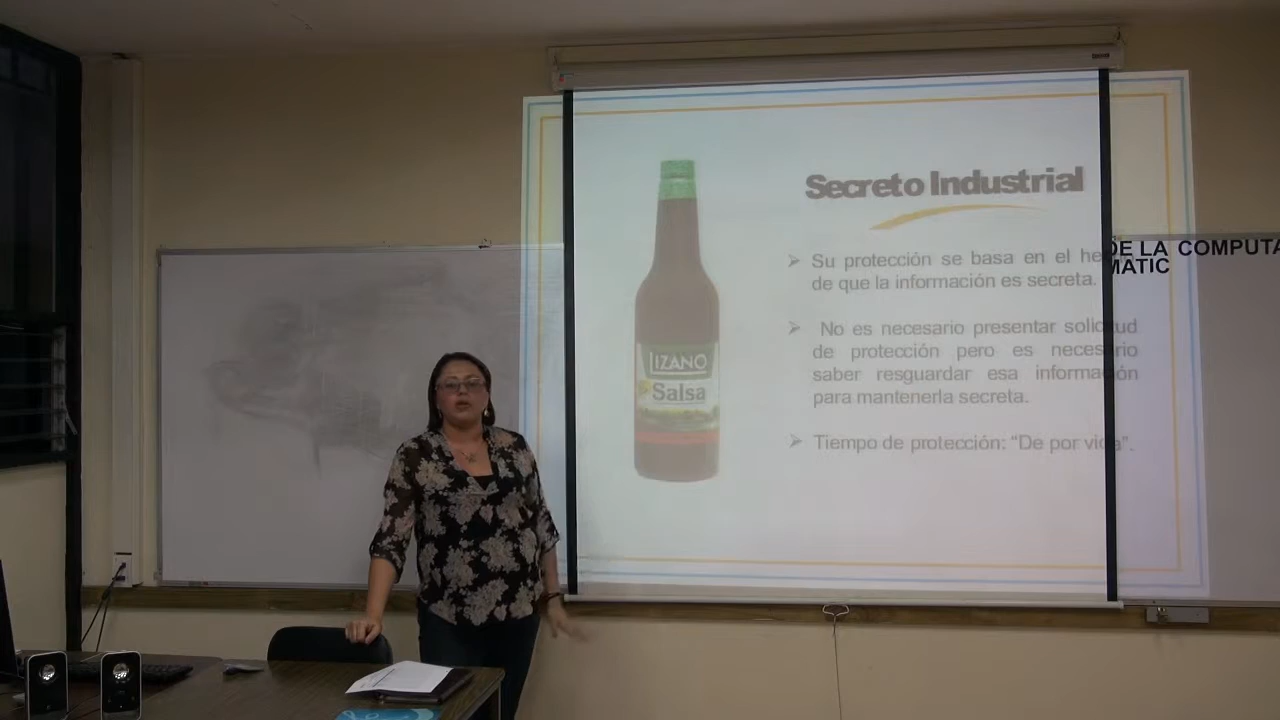 Secreto Industrial
Su protección se basa en el
de que la información es secreta.
No es necesario presentar solicitud
de protección pero es necesario
saber resguardar esa información
para mantenerla secreta.
Tiempo de protección: “De por vida”.
LIZANO
Salsa
DE LA COMPUTA
MATIC